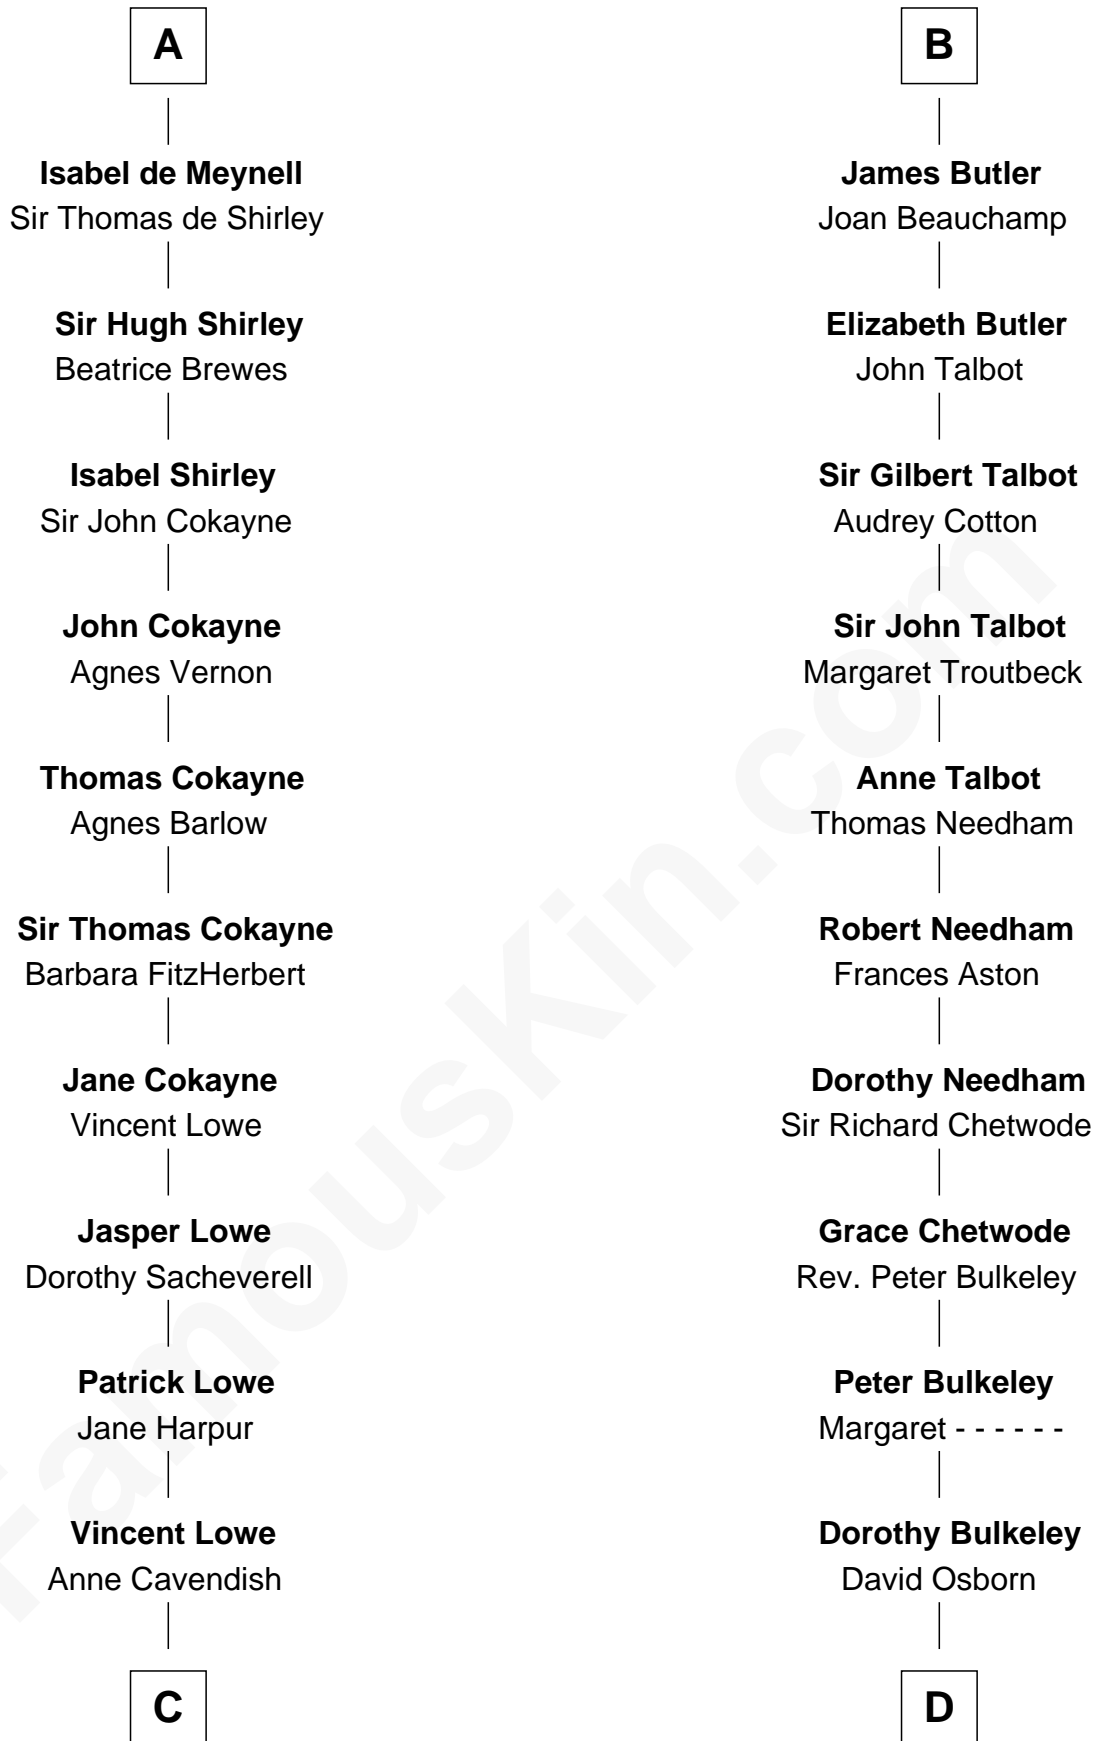 A
Isabel de Meynell
Sir Thomas de Shirley
Sir Hugh Shirley
Beatrice Brewes
Isabel Shirley
Sir John Cokayne
John Cokayne
Agnes Vernon
Thomas Cokayne
Agnes Barlow
Sir Thomas Cokayne
Barbara FitzHerbert
Jane Cokayne
Vincent Lowe
Jasper Lowe
Dorothy Sacheverell
Patrick Lowe
Jane Harpur
Vincent Lowe
Anne Cavendish
C
B
James Butler
Joan Beauchamp
Elizabeth Butler
John Talbot
Sir Gilbert Talbot
Audrey Cotton
Sir John Talbot
Margaret Troutbeck
Anne Talbot
Thomas Needham
Robert Needham
Frances Aston
Dorothy Needham
Sir Richard Chetwode
Grace Chetwode
Rev. Peter Bulkeley
Peter Bulkeley
Margaret - - - - - -
Dorothy Bulkeley
David Osborn
D
FamousKin.com